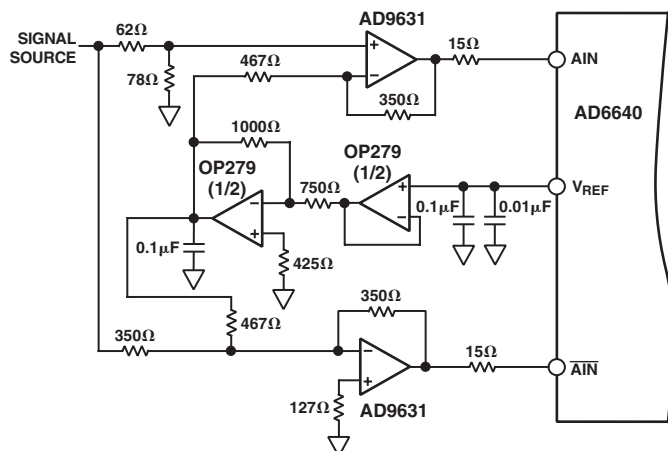 AD9631
SIGNAL
SOURCE
62Ω
15Ω
AIN
78Ω
467Ω
350Ω
AD6640
1000Ω
OP279
(1/2)
OP279
(1/2)
750Ω
VREF
0.1μF
0.01μF
0.1μF
425Ω
350Ω
467Ω
350Ω
15Ω
AIN
127Ω
AD9631
+
−
−
+
+
−
−
+